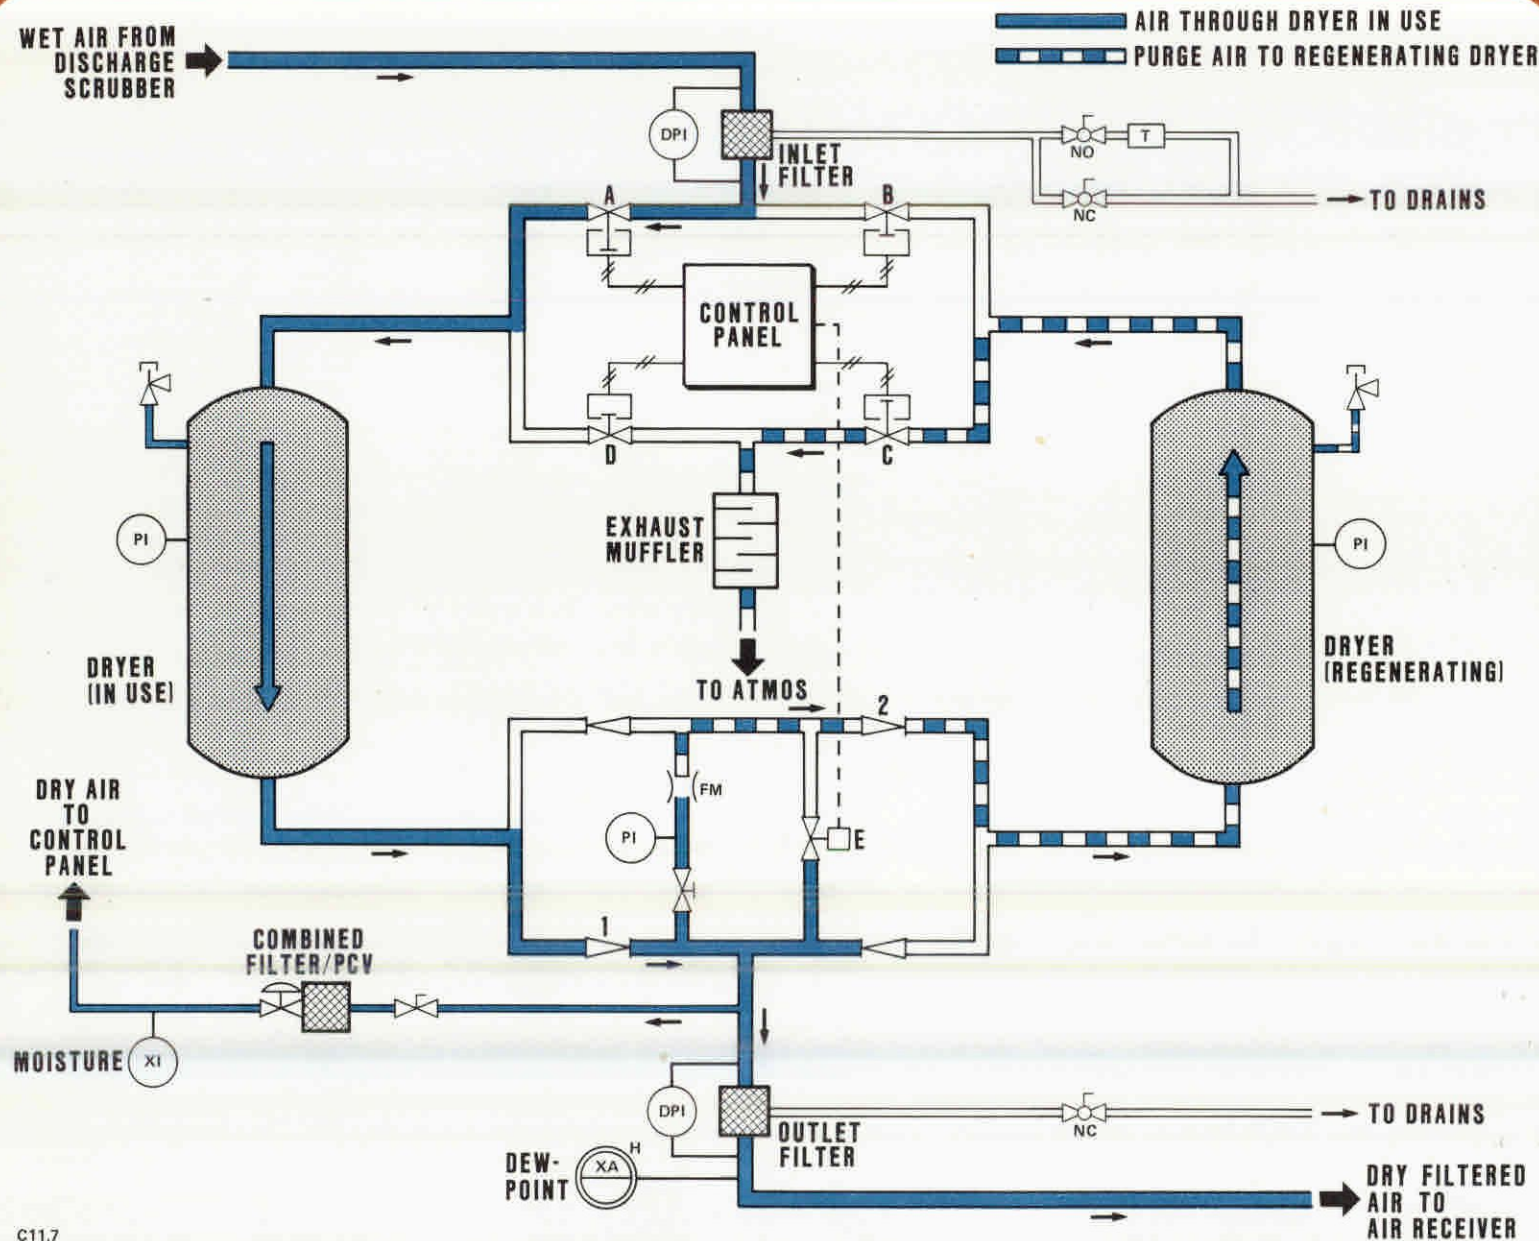 AIR THROUGH DRYER IN USE
PURGE AIR TO REGENERATING DRYER
WET AIR FROM
DISCHARGE
SCRUBBER
DPI
INLET
FILTER
NO
T
NC
TO DRAINS
A
B
CONTROL
PANEL
D
C
EXHAUST
MUFFLER
TO ATMOS
PI
PI
DRYER
(IN USE)
DRYER
(REGENERATING)
2
FM
PI
E
1
DRY AIR
TO
CONTROL
PANEL
COMBINED
FILTER/PCV
MOISTURE
XI
DPI
OUTLET
FILTER
NC
TO DRAINS
DEW-
POINT
XA
H
DRY FILTERED
AIR TO
AIR RECEIVER
C11.7